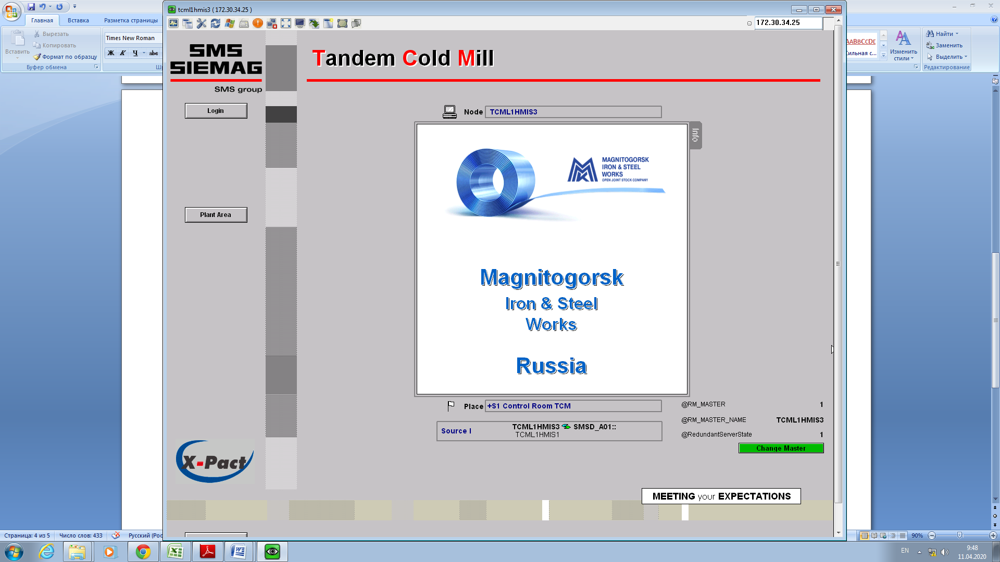 tcml1hmis3 ( 172.30.34.25 )
Главная
Вставка
Разметка страницы
Вставить
Вырезать
Копировать
Формат по образцу
Буфер обмена
Times New Roman
Ж К Ч abc
172.30.34.25
AaBbCcDc
Изменить стили
Найти
Заменить
Выделить
Редактирование
SMS
SIEMAG
SMS group
Tandem Cold Mill
Login
Node TCML1HMIS3
Info
MAGNITOGORSK
IRON & STEEL
WORKS
OPEN JOINT STOCK COMPANY
Plant Area
Magnitogorsk
Iron & Steel
Works
Russia
Place +S1 Control Room TCM
@RM_MASTER 1
@RM_MASTER_NAME TCML1HMIS3
Source I TCML1HMIS3 SMSD_A01::
TCML1HMIS1
@RedundantServerState 1
Change Master
X-Pact
MEETING your EXPECTATIONS
Страница: 4 из 5 Число слов: 433 Русский (Рос
90%
EN
9:48
11.04.2020